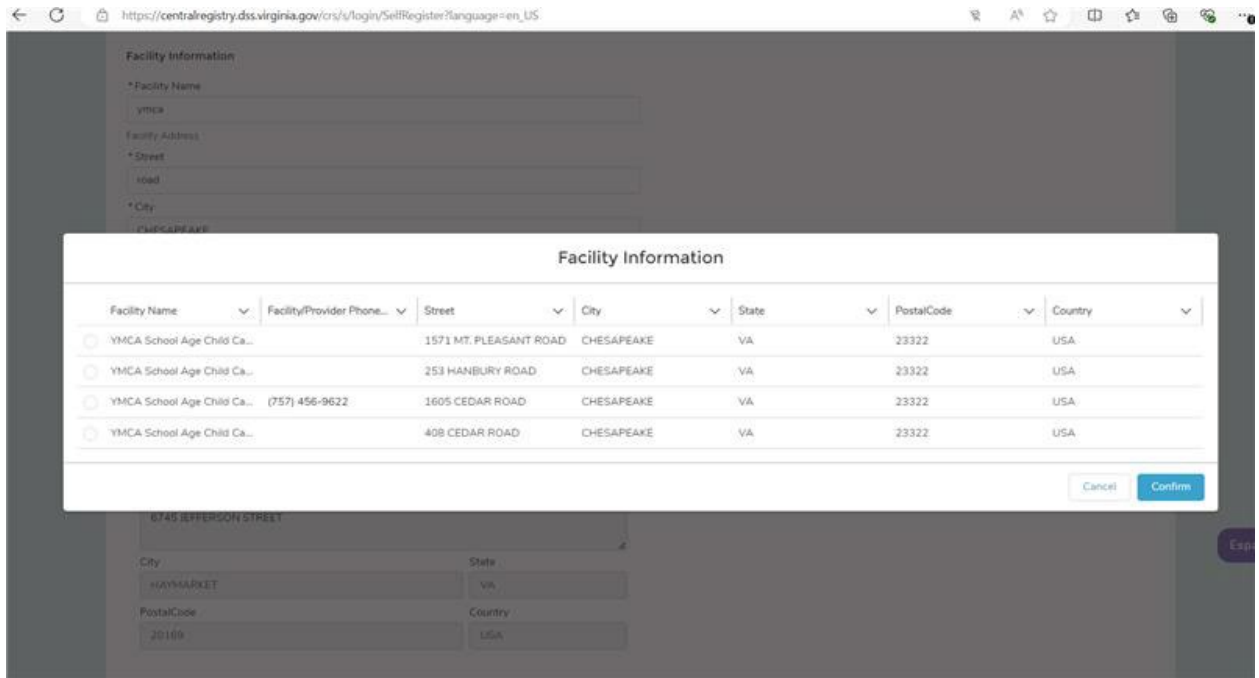 https://centralregistry.dss.virginia.gov/crs/s/login/SelfRegister?language=en_US
Facility Information
*Facility Name
ymca
Facility Address
*Street
road
*City
CHESAPEAKE
Facility Information
Facility Name Facility/Provider Phone... Street City State PostalCode Country
YMCA School Age Child Ca... 1571 MT. PLEASANT ROAD CHESAPEAKE VA 23322 USA
YMCA School Age Child Ca... 253 HANBURY ROAD CHESAPEAKE VA 23322 USA
YMCA School Age Child Ca... (757) 456-9622 1605 CEDAR ROAD CHESAPEAKE VA 23322 USA
YMCA School Age Child Ca... 408 CEDAR ROAD CHESAPEAKE VA 23322 USA
Cancel Confirm
6745 JEFFERSON STREET
Espa
City State
HAYMARKET VA
PostalCode Country
20169 USA